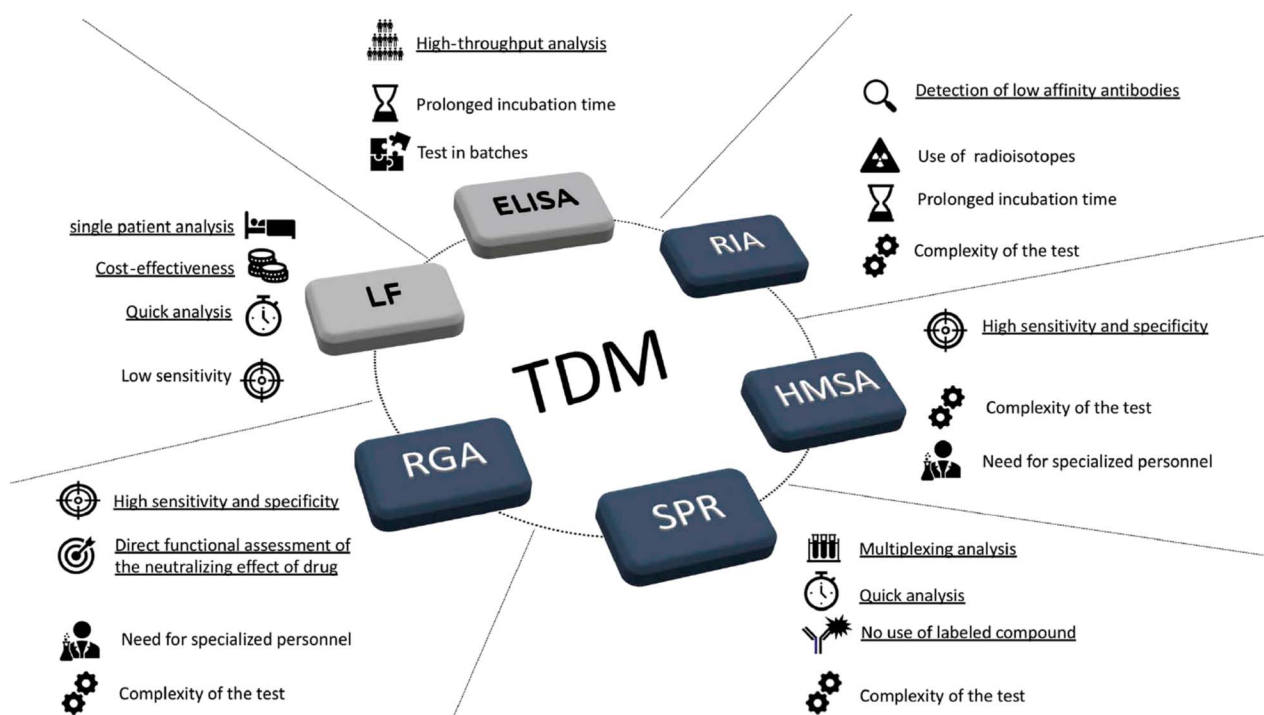 High-throughput analysis
Prolonged incubation time
Test in batches
ELISA
Detection of low affinity antibodies
Use of radioisotopes
Prolonged incubation time
Complexity of the test
RIA
single patient analysis
Cost-effectiveness
Quick analysis
Low sensitivity
LF
TDM
High sensitivity and specificity
Complexity of the test
Need for specialized personnel
HMSA
RGA
High sensitivity and specificity
Direct functional assessment of
the neutralizing effect of drug
Need for specialized personnel
Complexity of the test
SPR
Multiplexing analysis
Quick analysis
No use of labeled compound
Complexity of the test